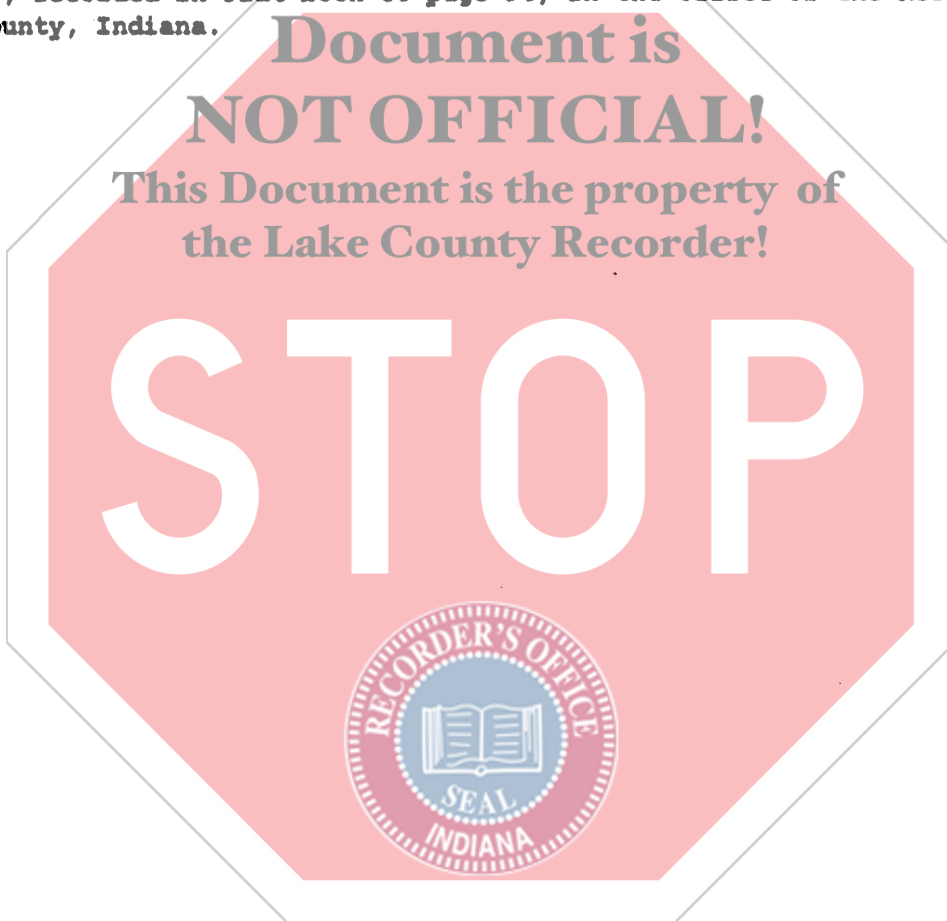 County, Indiana.
Document is
NOT OFFICIAL!
This Document is the property of
the Lake County Recorder!
STOP
RECORDER'S OFFICE
SEAL
INDIANA